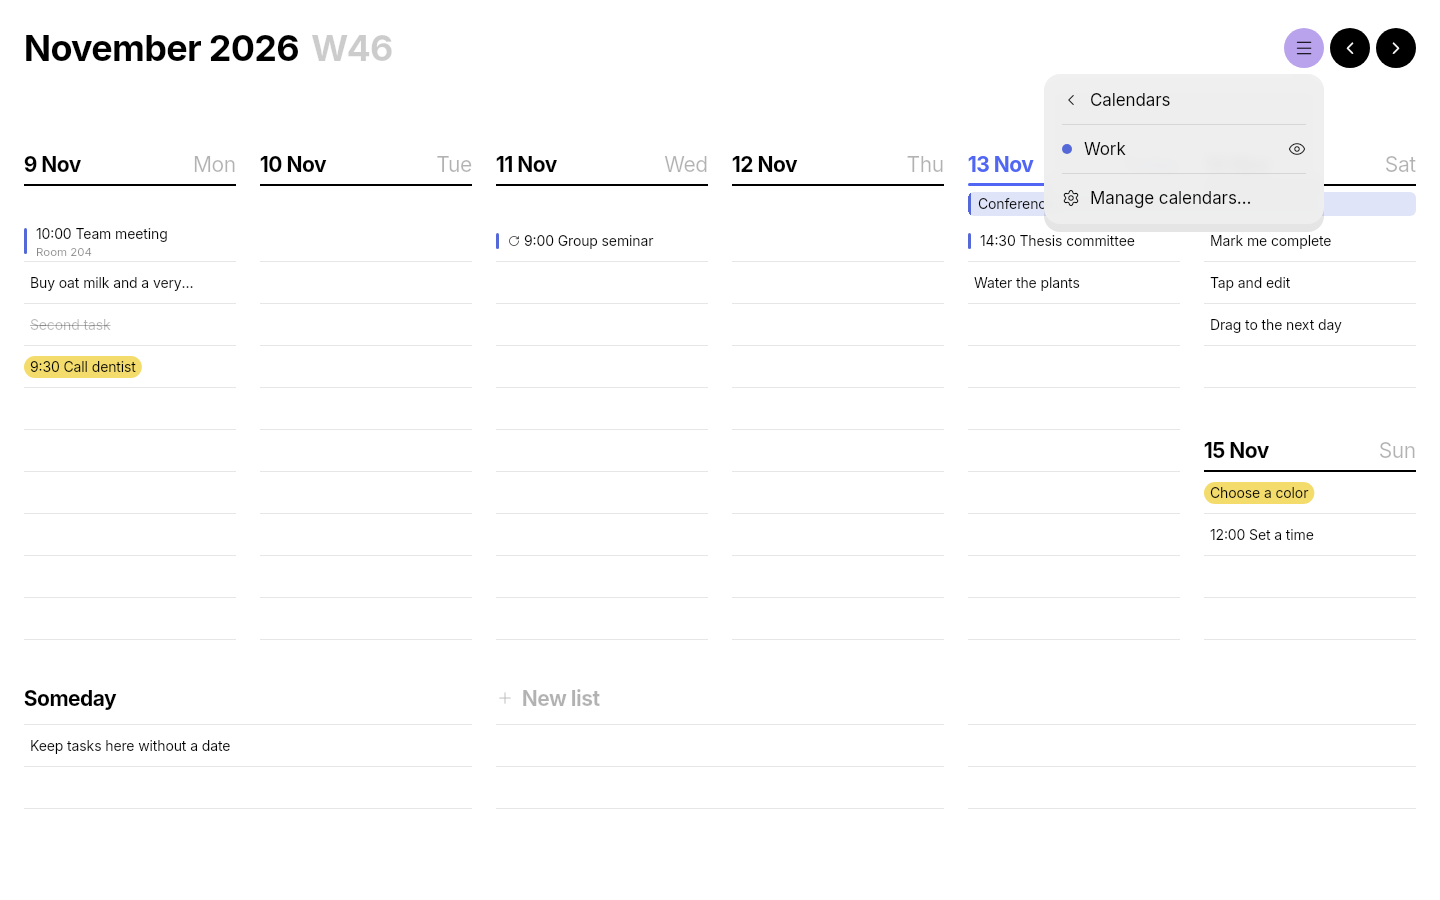 November 2026 W46
Calendars
Work
Manage calendars...
9 Nov Mon
10:00 Team meeting
Room 204
Buy oat milk and a very...
Second task
9:30 Call dentist
10 Nov Tue
11 Nov Wed
9:00 Group seminar
12 Nov Thu
13 Nov
14:30 Thesis committee
Water the plants
Sat
Mark me complete
Tap and edit
Drag to the next day
15 Nov Sun
Choose a color
12:00 Set a time
Someday
Keep tasks here without a date
New list